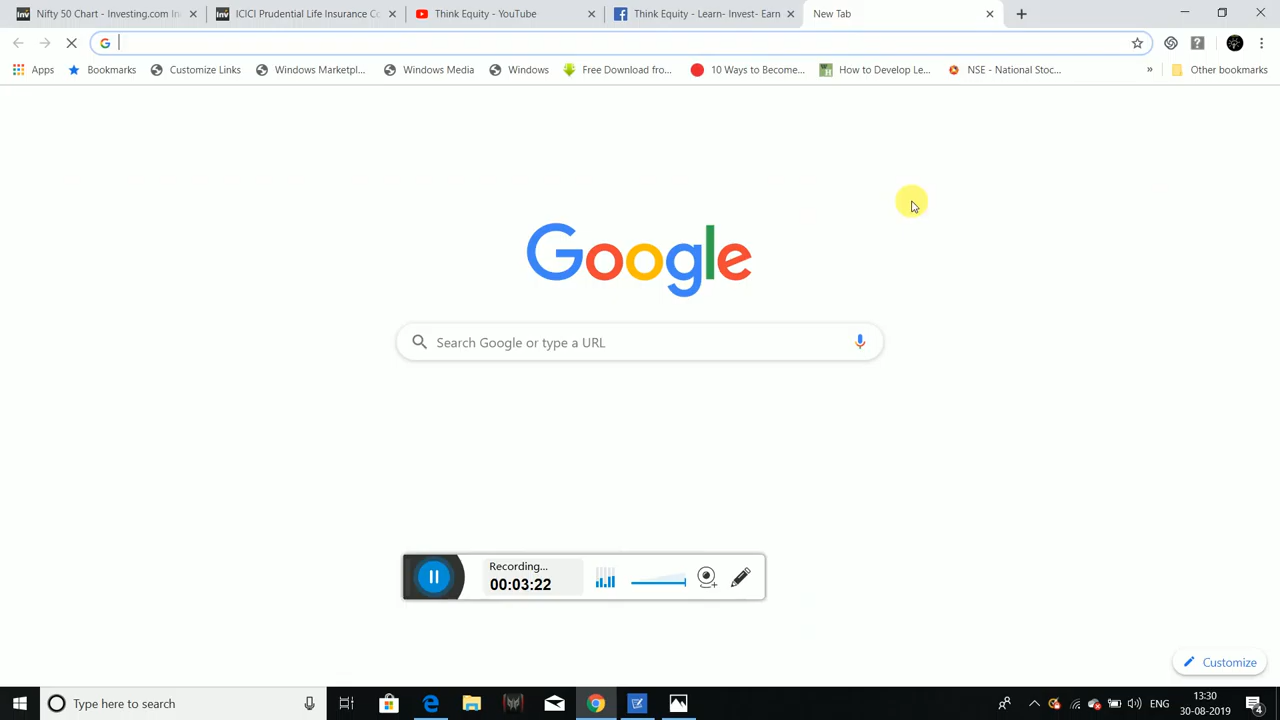 Nifty 50 Chart - Investing.com In
ICICI Prudential Life Insurance Co
Think Equity - YouTube
Think Equity - Learn- Invest- Earn
New Tab
Apps
Bookmarks
Customize Links
Windows Marketpl...
Windows Media
Windows
Free Download fro...
10 Ways to Become...
How to Develop Le...
NSE - National Stoc...
»
Other bookmarks
Google
Search Google or type a URL
Recording...
00:03:22
Customize
Type here to search
ENG
13:30
30-08-2019
4